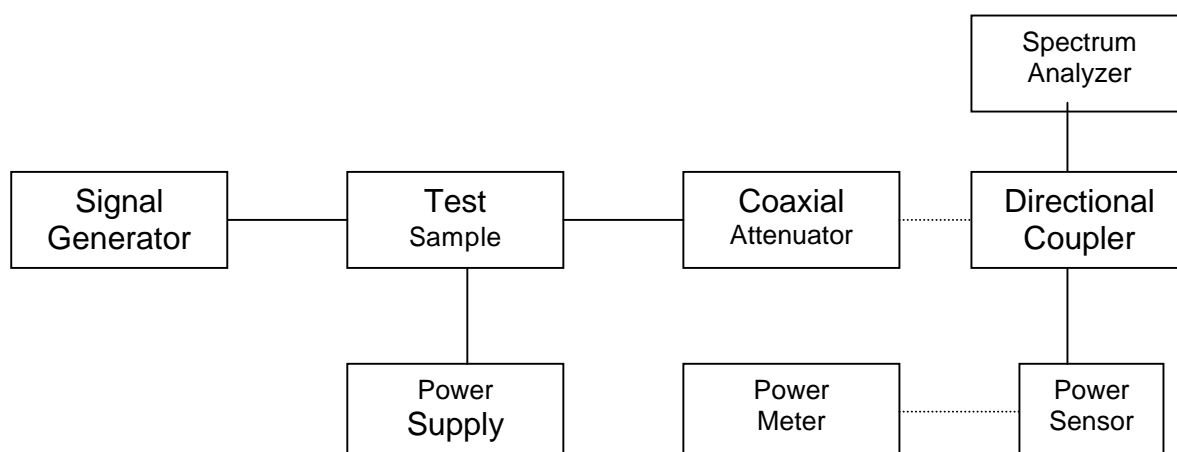 Spectrum
Analyzer
Signal
Generator
Test
Sample
Coaxial
Attenuator
Directional
Coupler
Power
Supply
Power
Meter
Power
Sensor